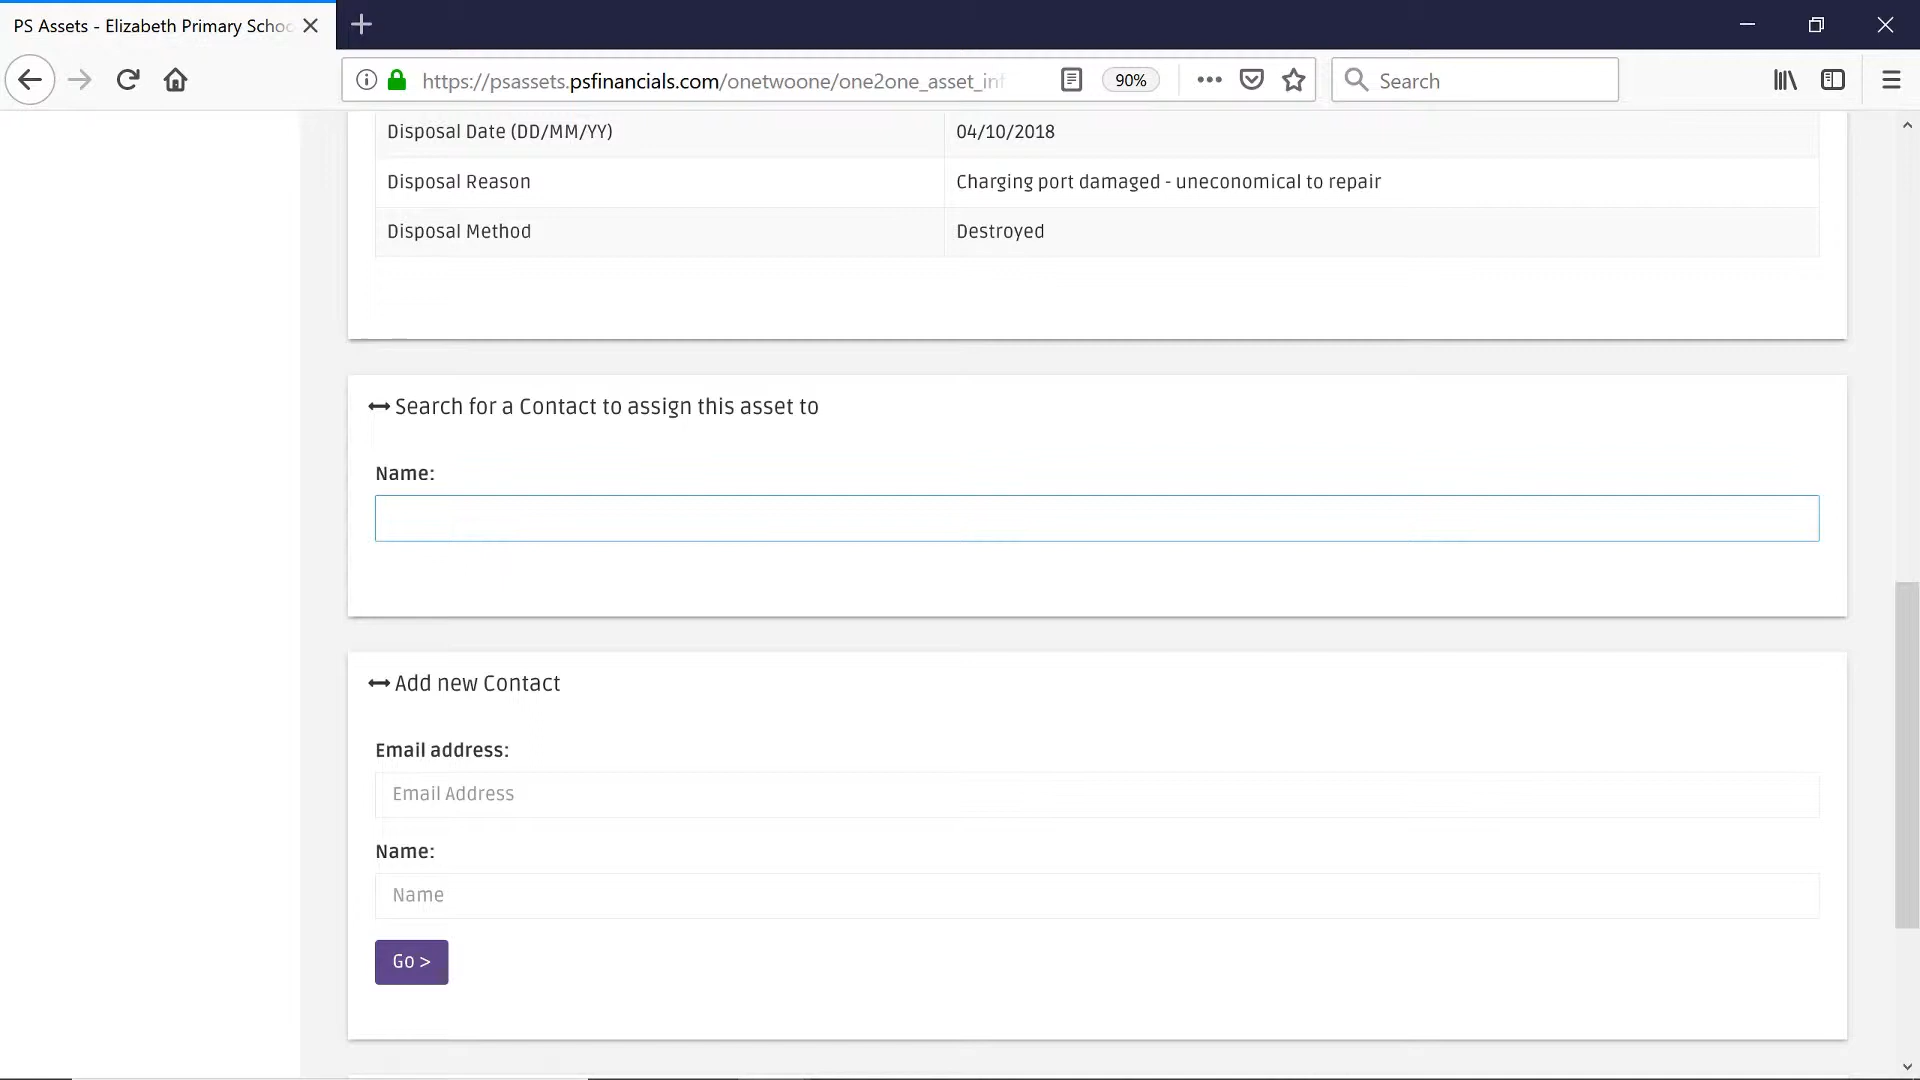 PS Assets - Elizabeth Primary Schoo
https://psassets.psfinancials.com/onetwoone/one2one_asset_inf
90%
Search
Disposal Date (DD/MM/YY) 04/10/2018
Disposal Reason Charging port damaged - uneconomical to repair
Disposal Method Destroyed
Search for a Contact to assign this asset to
Name:
Add new Contact
Email address:
Email Address
Name:
Name
Go >